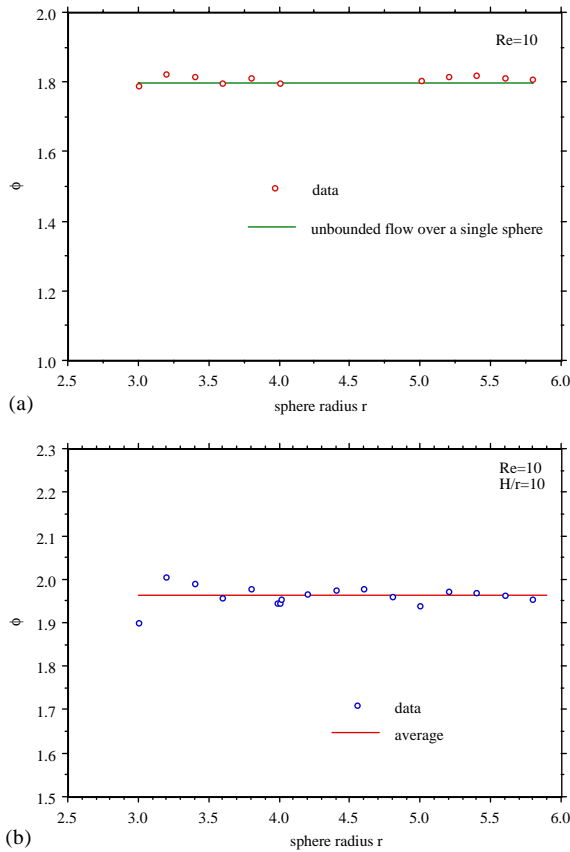 2.0
Re=10
1.8
1.6
ϕ
data
1.4
unbounded flow over a single sphere
1.2
1.0
2.5 3.0 3.5 4.0 4.5 5.0 5.5 6.0
(a)
sphere radius r
2.3
Re=10
H/r=10
2.2
2.1
2.0
ϕ
1.9
1.8
data
1.7
average
1.6
1.5
2.5 3.0 3.5 4.0 4.5 5.0 5.5 6.0
(b)
sphere radius r